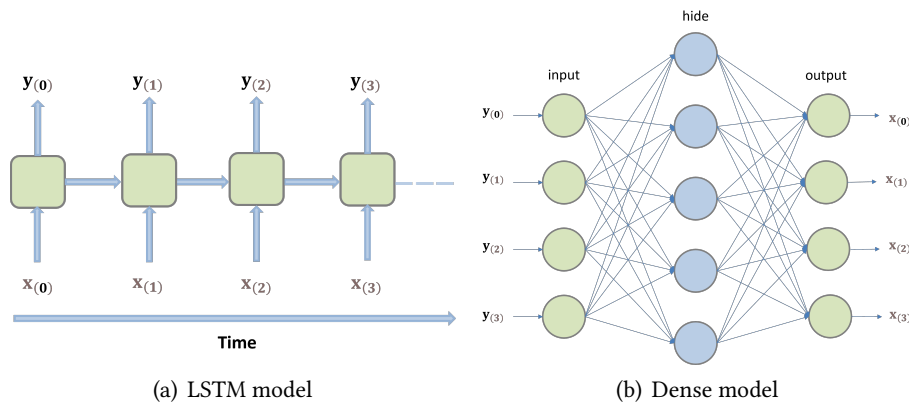 y(0) y(1) y(2) y(3)
x(0) x(1) x(2) x(3)
Time
(a) LSTM model
hide
input
output
y(0)
x(0)
y(1)
x(1)
y(2)
x(2)
y(3)
x(3)
(b) Dense model